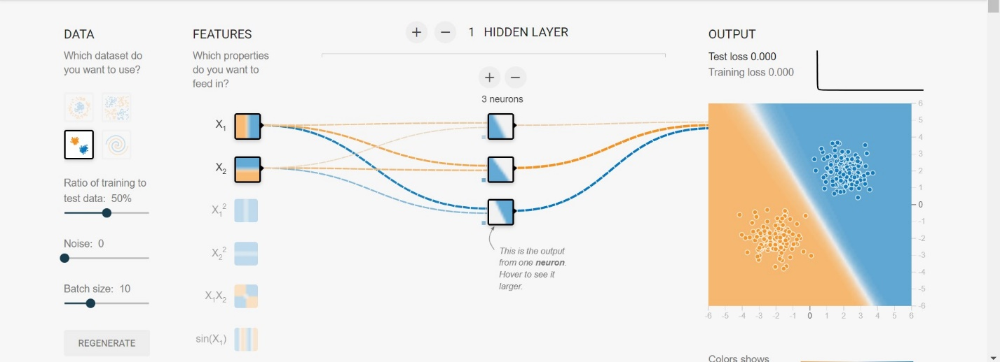 DATA
Which dataset do
you want to use?
Ratio of training to
test data: 50%
Noise: 0
Batch size: 10
REGENERATE
FEATURES
Which properties
do you want to
feed in?
X1
X2
X1²
X2²
X1X2
sin(X1)
+ − 1 HIDDEN LAYER
+ −
3 neurons
This is the output
from one neuron.
Hover to see it
larger.
OUTPUT
Test loss 0.000
Training loss 0.000
6
5
4
3
2
1
0
-1
-2
-3
-4
-5
-6
-6 -5 -4 -3 -2 -1 0 1 2 3 4 5 6
Colors shows